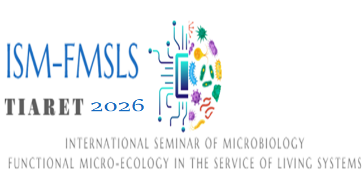 ISM-FMSLS
TIARET 2026
INTERNATIONAL SEMINAR OF MICROBIOLOGY
FUNCTIONAL MICRO-ECOLOGY IN THE SERVICE OF LIVING SYSTEMS